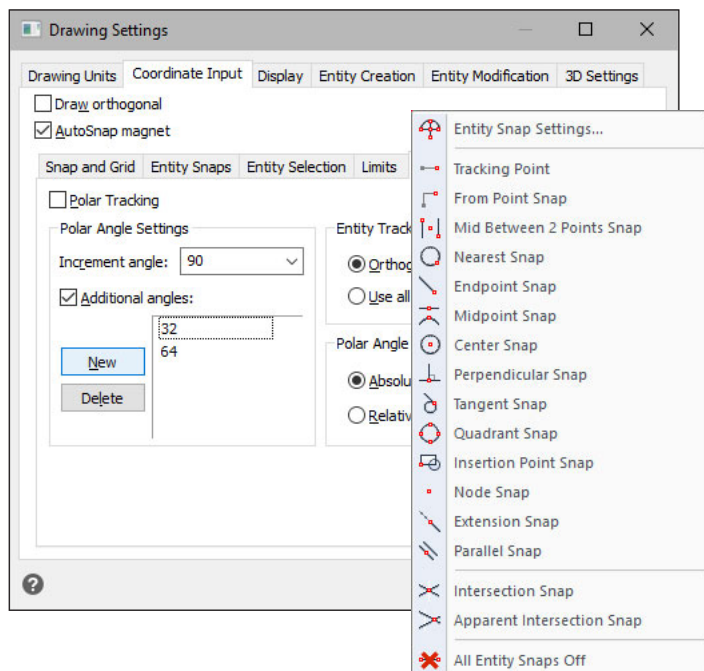 Drawing Settings
Drawing Units Coordinate Input Display Entity Creation Entity Modification 3D Settings
Draw orthogonal
AutoSnap magnet
Snap and Grid Entity Snaps Entity Selection Limits
Polar Tracking
Polar Angle Settings
Increment angle: 90
Additional angles:
32
64
New
Delete
Entity Track
Orthog
Use all
Polar Angle
Absolu
Relativ
Entity Snap Settings...
Tracking Point
From Point Snap
Mid Between 2 Points Snap
Nearest Snap
Endpoint Snap
Midpoint Snap
Center Snap
Perpendicular Snap
Tangent Snap
Quadrant Snap
Insertion Point Snap
Node Snap
Extension Snap
Parallel Snap
Intersection Snap
Apparent Intersection Snap
All Entity Snaps Off